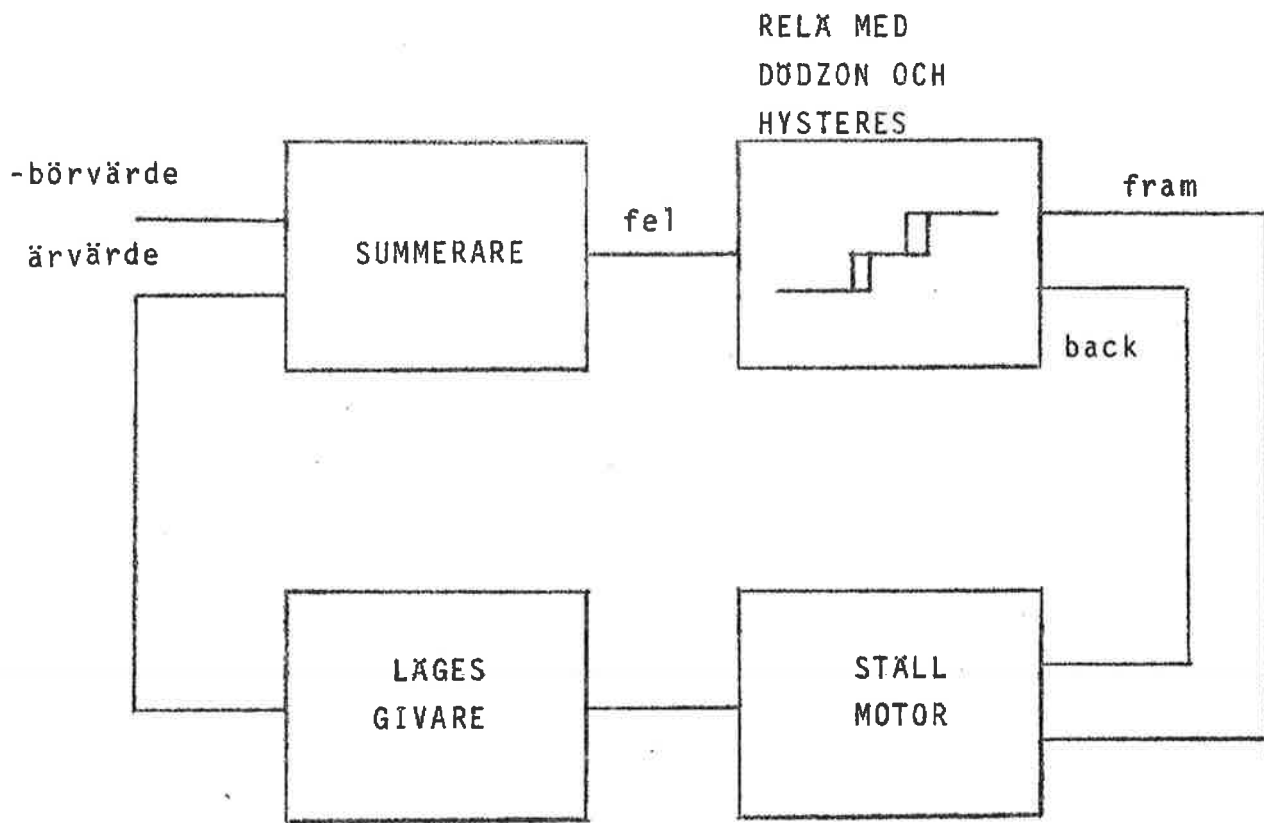 RELÄ MED
DÖDZON OCH
HYSTERES
-börvärde
ärvärde
SUMMERARE
fel
fram
back
LÄGES
GIVARE
STÄLL
MOTOR